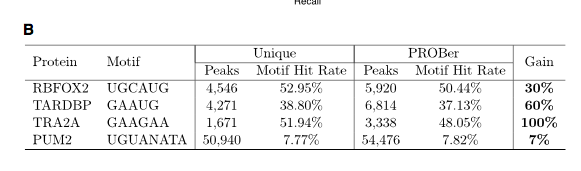 Recall
B
Protein Motif Unique PROBer Gain
Peaks Motif Hit Rate Peaks Motif Hit Rate
RBFOX2 UGCAUG 4,546 52.95% 5,920 50.44% 30%
TARDBP GAAUG 4,271 38.80% 6,814 37.13% 60%
TRA2A GAAGAA 1,671 51.94% 3,338 48.05% 100%
PUM2 UGUANATA 50,940 7.77% 54,476 7.82% 7%